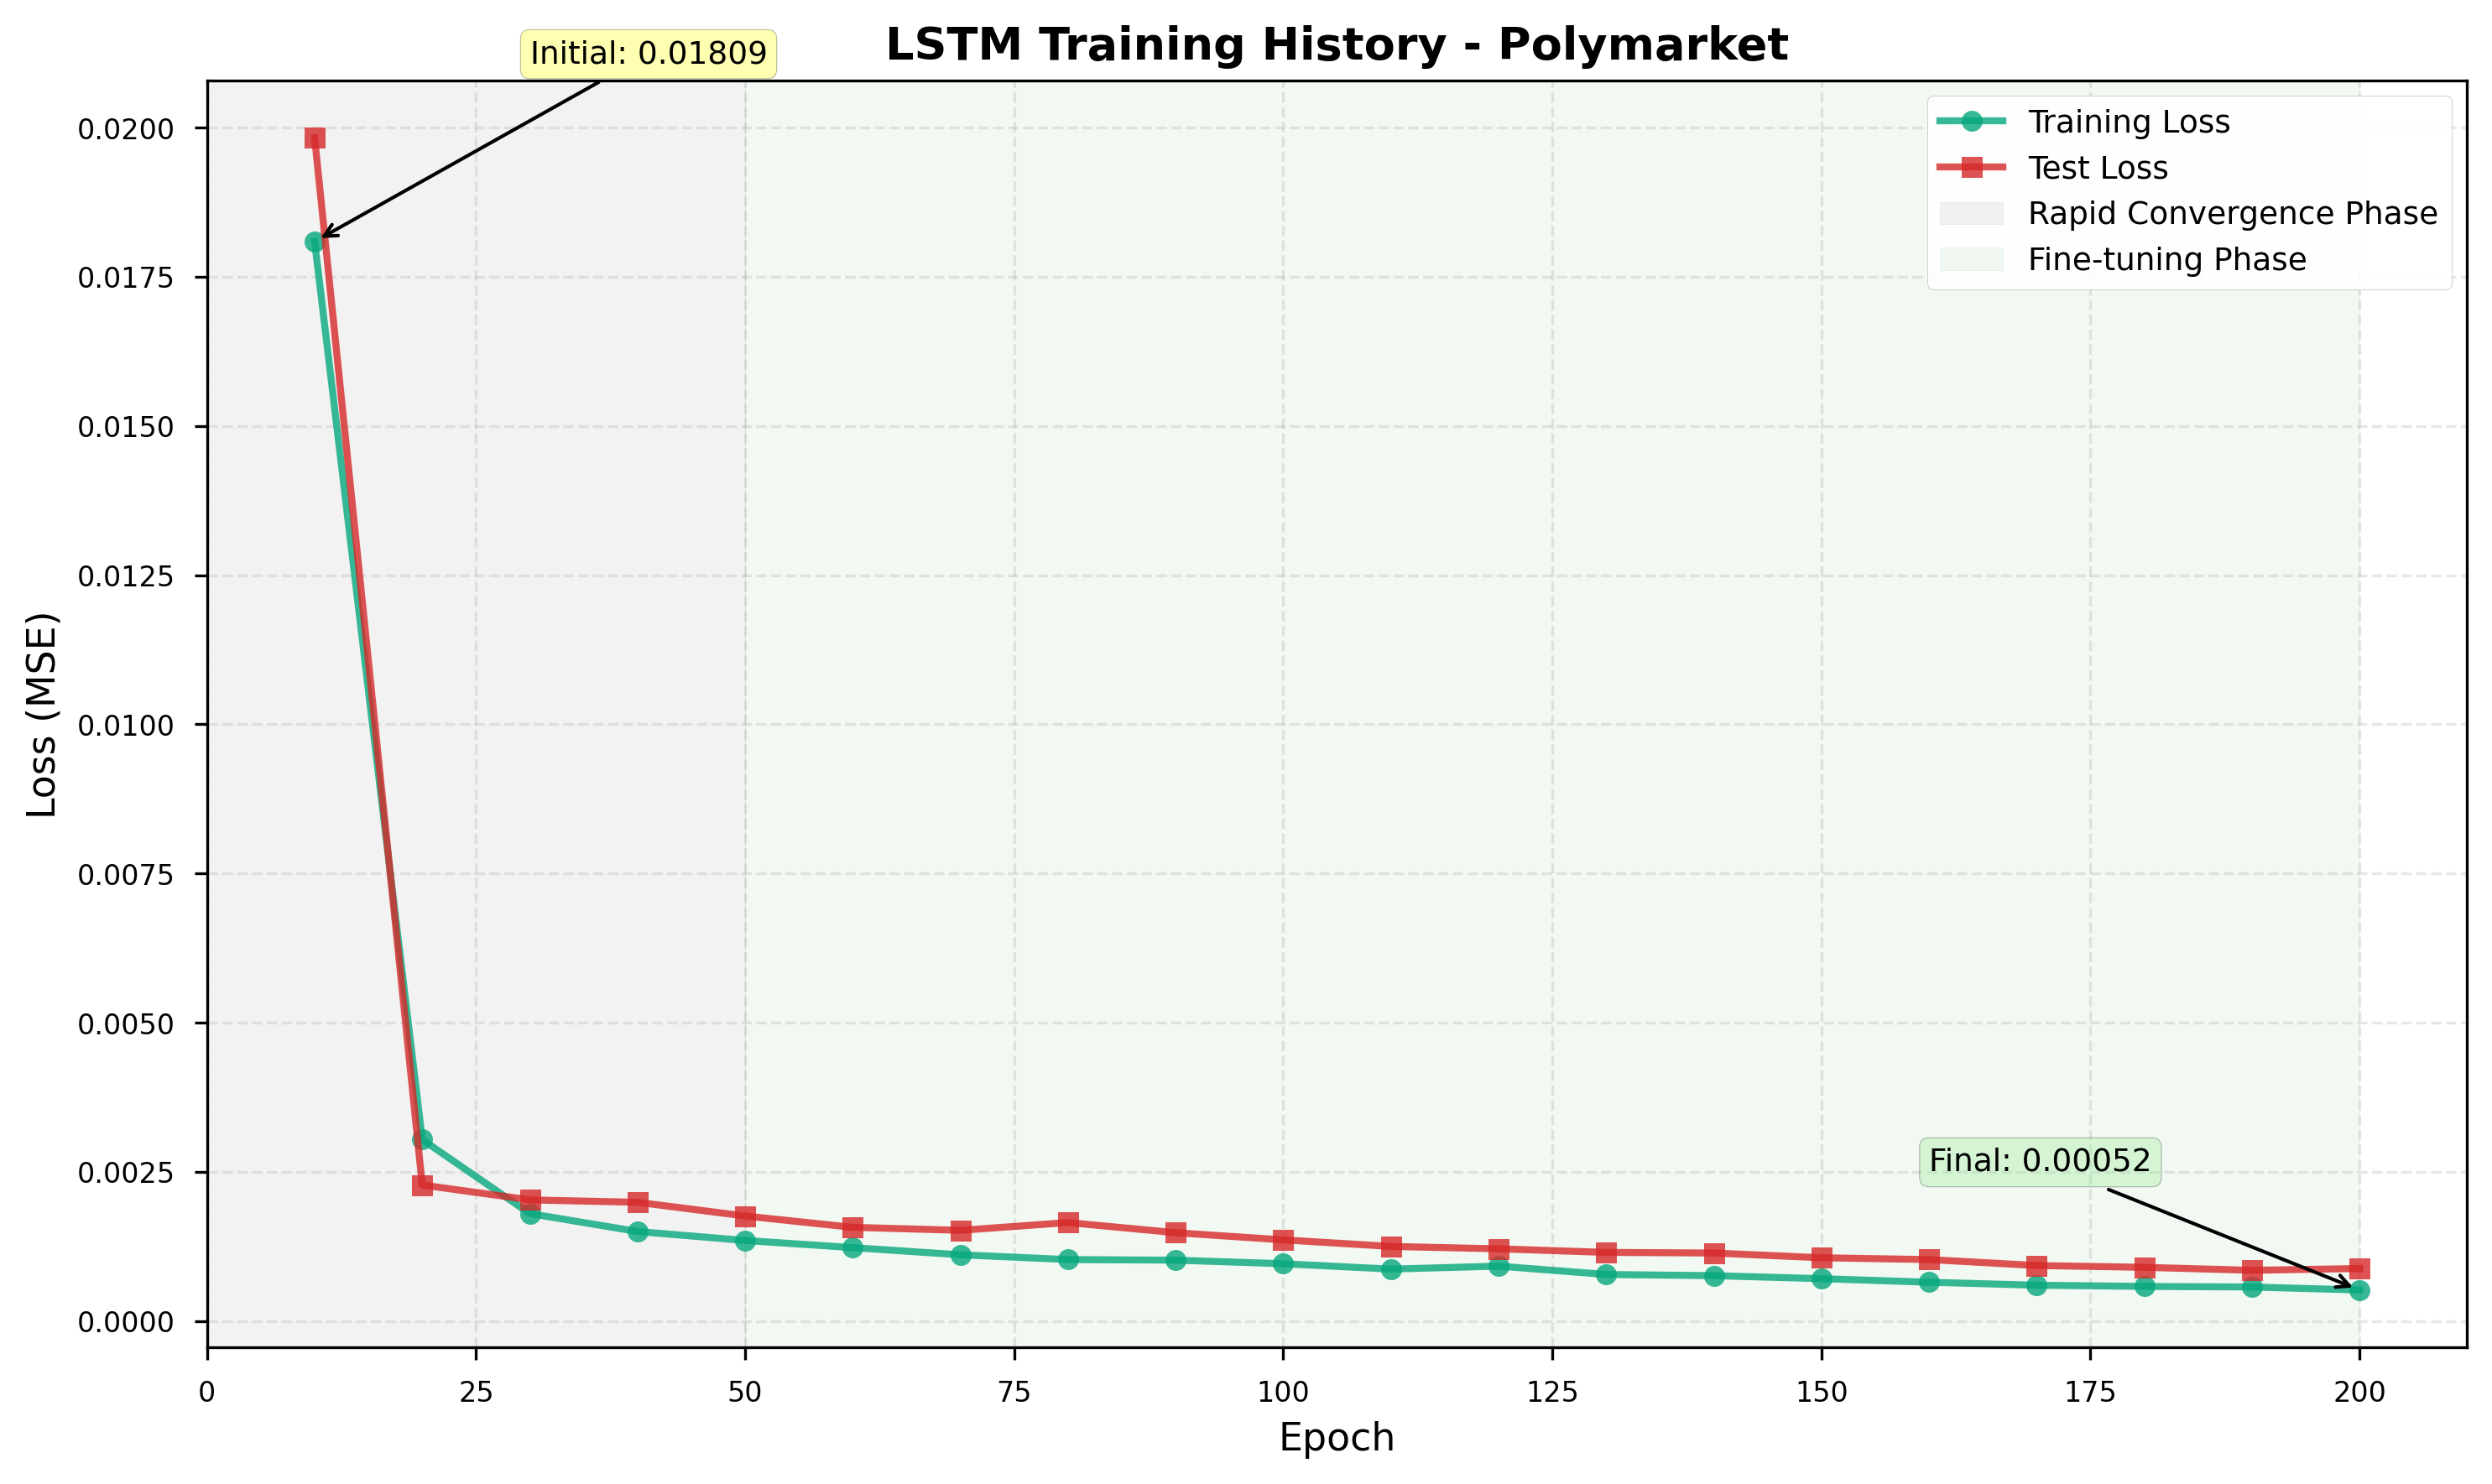 Initial: 0.01809
LSTM Training History - Polymarket
Training Loss
Test Loss
Rapid Convergence Phase
Fine-tuning Phase
Loss (MSE)
0.0200
0.0175
0.0150
0.0125
0.0100
0.0075
0.0050
0.0025
0.0000
Final: 0.00052
0 25 50 75 100 125 150 175 200
Epoch